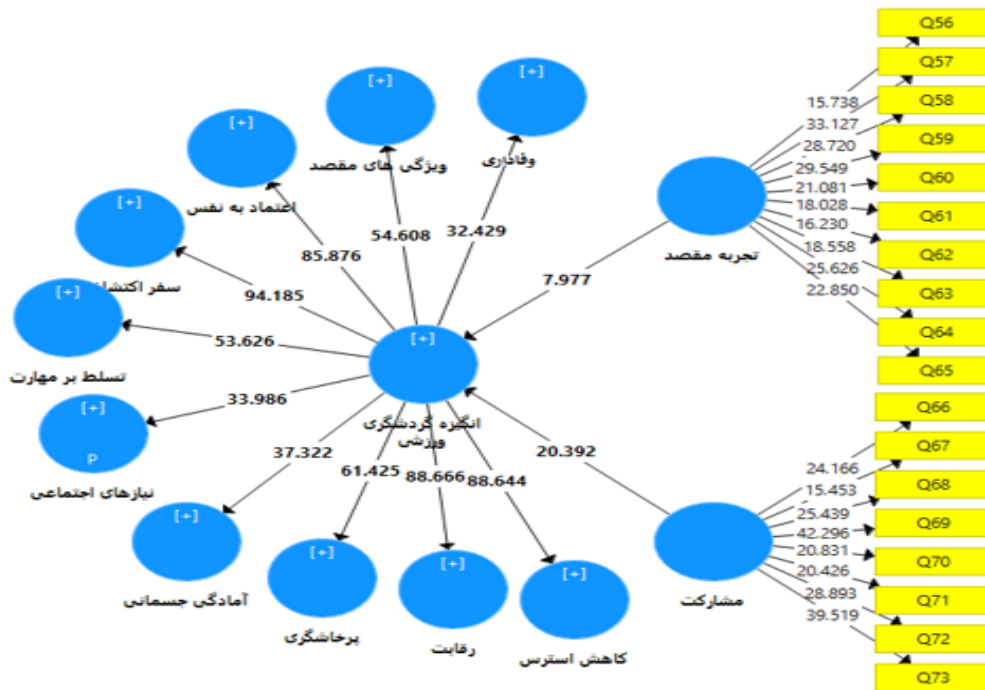 [+]
وفاداری
[+]
ویژگی های مقصد
[+]
اعتماد به نفس
[+]
[+]
تسلط بر مهارت
[+]
P
نیازهای اجتماعی
[+]
آمادگی جسمانی
[+]
پرخاشگری
[+]
رقابت
[+]
کاهش استرس
[+]
انگیزه گردشگری
ورزشی
سفر
32.429
54.608
85.876
94.185
53.626
33.986
37.322
61.425
88.666
88.644
7.977
20.392
تجربه مقصد
مشارکت
15.738
33.127
28.720
29.549
21.081
18.028
16.230
18.558
25.626
22.850
24.166
15.453
25.439
42.296
20.831
20.426
28.893
39.519
Q56
Q57
Q58
Q59
Q60
Q61
Q62
Q63
Q64
Q65
Q66
Q67
Q68
Q69
Q70
Q71
Q72
Q73